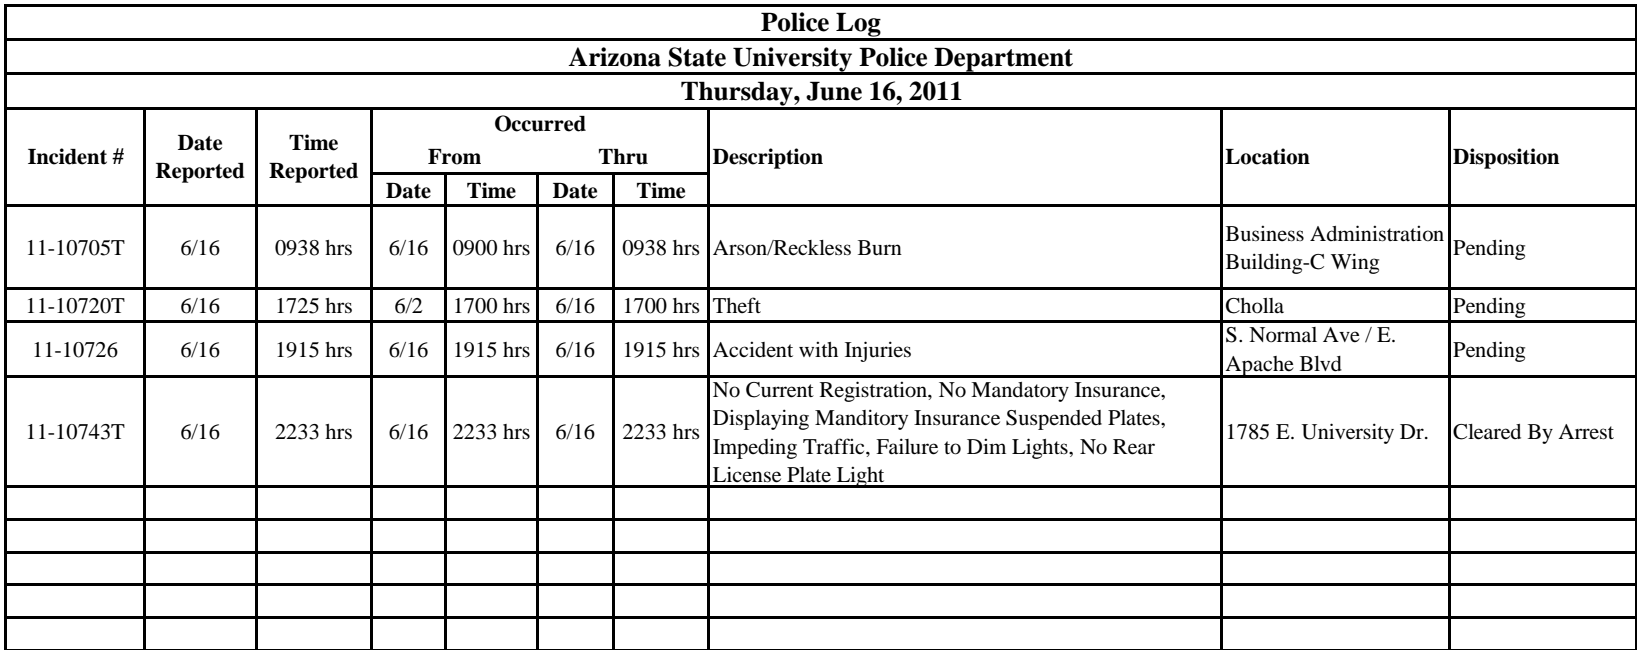 Police Log
Arizona State University Police Department
Thursday, June 16, 2011
Incident # Date Reported Time Reported Occurred Description Location Disposition
From Thru
Date Time Date Time
11-10705T 6/16 0938 hrs 6/16 0900 hrs 6/16 0938 hrs Arson/Reckless Burn Business Administration
Building-C Wing Pending
11-10720T 6/16 1725 hrs 6/2 1700 hrs 6/16 1700 hrs Theft Cholla Pending
11-10726 6/16 1915 hrs 6/16 1915 hrs 6/16 1915 hrs Accident with Injuries S. Normal Ave / E.
Apache Blvd Pending
11-10743T 6/16 2233 hrs 6/16 2233 hrs 6/16 2233 hrs No Current Registration, No Mandatory Insurance,
Displaying Manditory Insurance Suspended Plates,
Impeding Traffic, Failure to Dim Lights, No Rear
License Plate Light 1785 E. University Dr. Cleared By Arrest